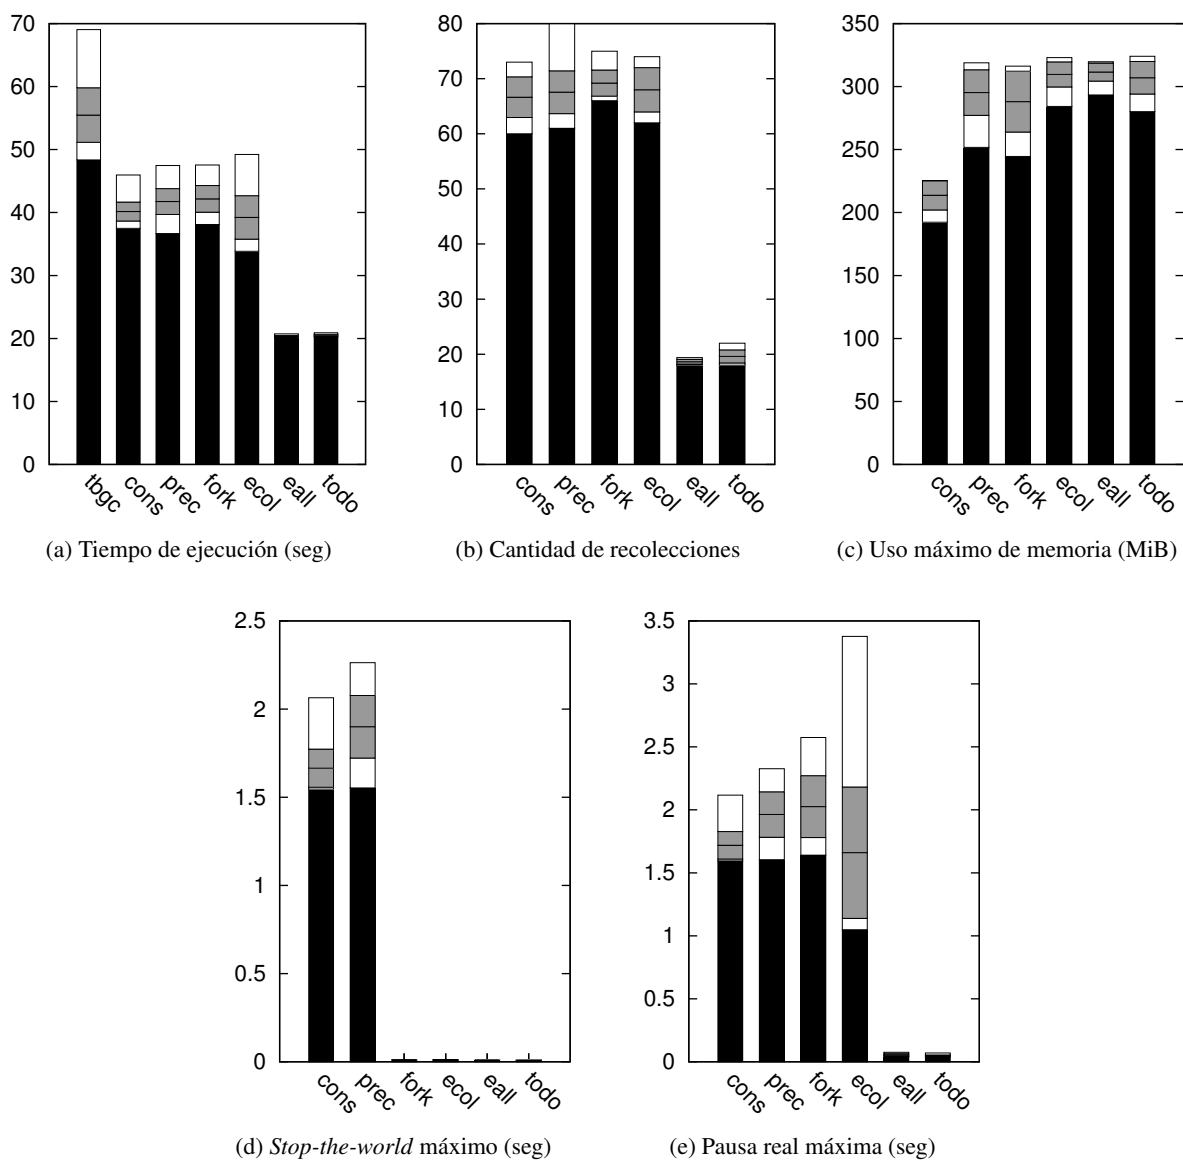 70
60
50
40
30
20
10
0
tbgc
cons
prec
fork
ecol
eall
todo
(a) Tiempo de ejecución (seg)
80
70
60
50
40
30
20
10
0
cons
prec
fork
ecol
eall
todo
(b) Cantidad de recolecciones
350
300
250
200
150
100
50
0
cons
prec
fork
ecol
eall
todo
(c) Uso máximo de memoria (MiB)
2.5
2
1.5
1
0.5
0
cons
prec
fork
ecol
eall
todo
(d) Stop-the-world máximo (seg)
3.5
3
2.5
2
1.5
1
0.5
0
cons
prec
fork
ecol
eall
todo
(e) Pausa real máxima (seg)